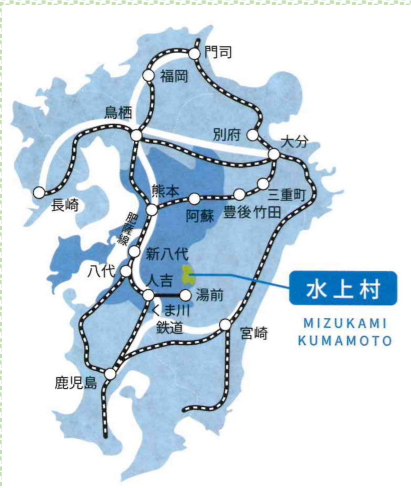 門司
福岡
鳥栖
別府
大分
長崎
熊本
阿蘇
豊後竹田
三重町
肥薩線
新八代
八代
人吉
湯前
くま川
鉄道
水上村
MIZUKAMI
KUMAMOTO
宮崎
鹿児島